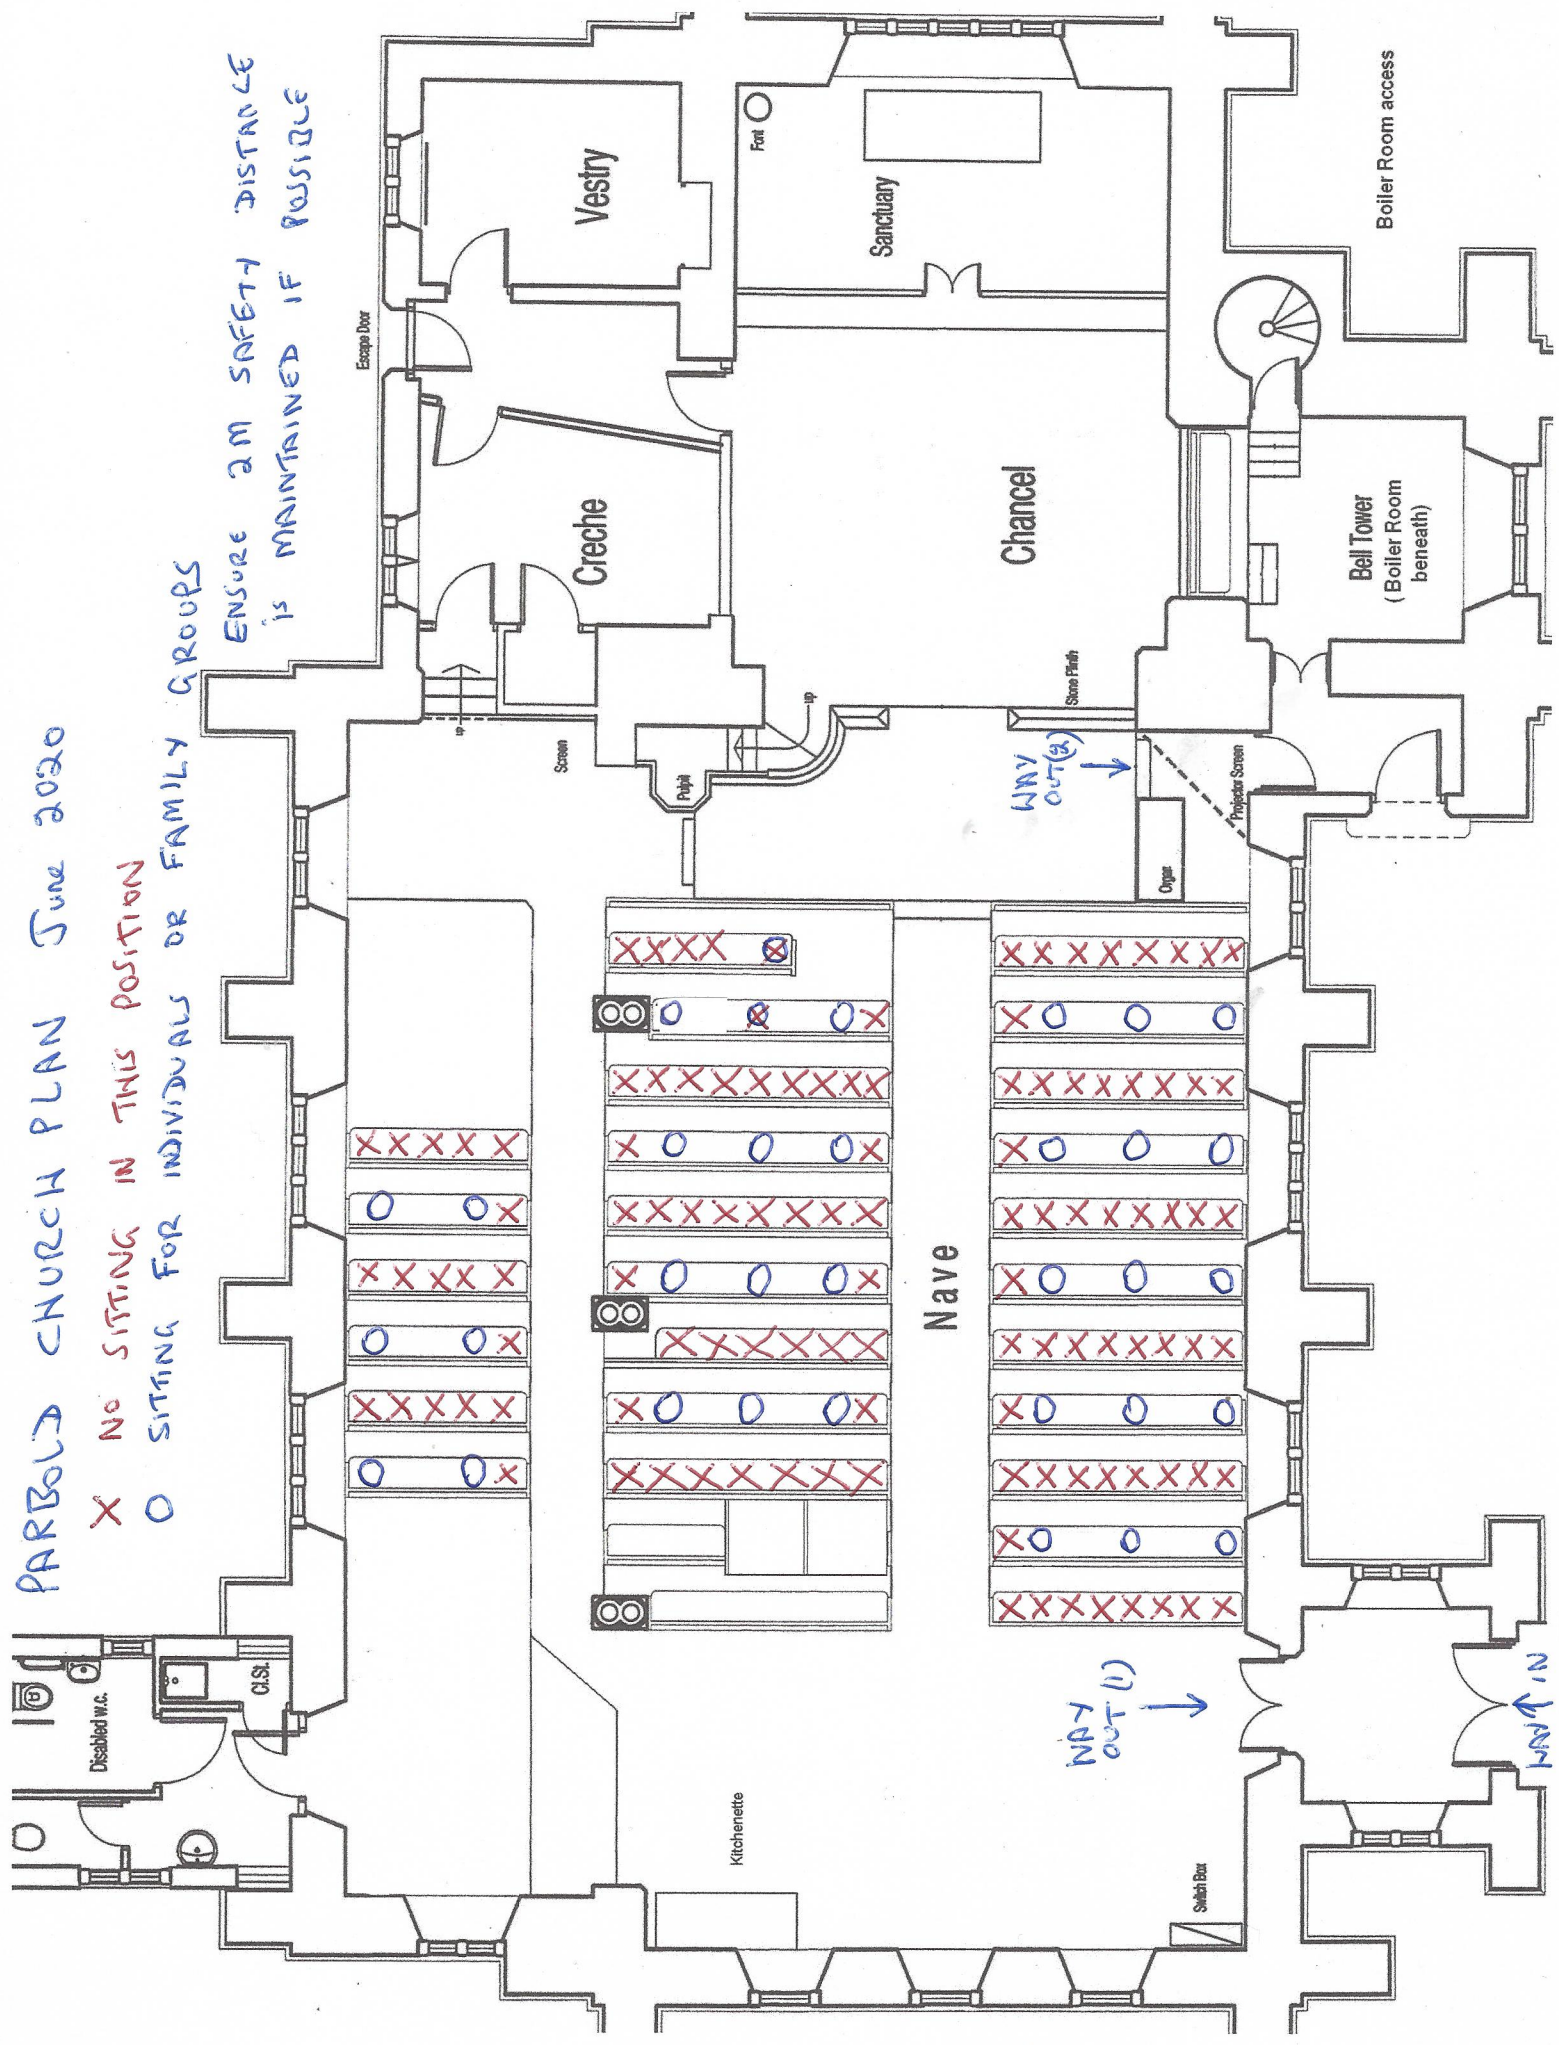 PARBOLD CHURCH PLAN June 2020
X NO SITTING IN THIS POSITION
O SITTING FOR INDIVIDUALS OR FAMILY GROUPS
ENSURE 2M SAFETY DISTANCE
is MAINTAINED IF POSSIBLE
Disabled w.c.
Cl.St.
Escape Door
Vestry
Font
Sanctuary
Boiler Room access
Creche
Chancel
Bell Tower
( Boiler Room
beneath)
up
Screen
Pulpit
up
Stone Plinth
WAY
OUT (2)
Projector Screen
Organ
Nave
WAY
OUT (1)
WAY IN
Kitchenette
Switch Box